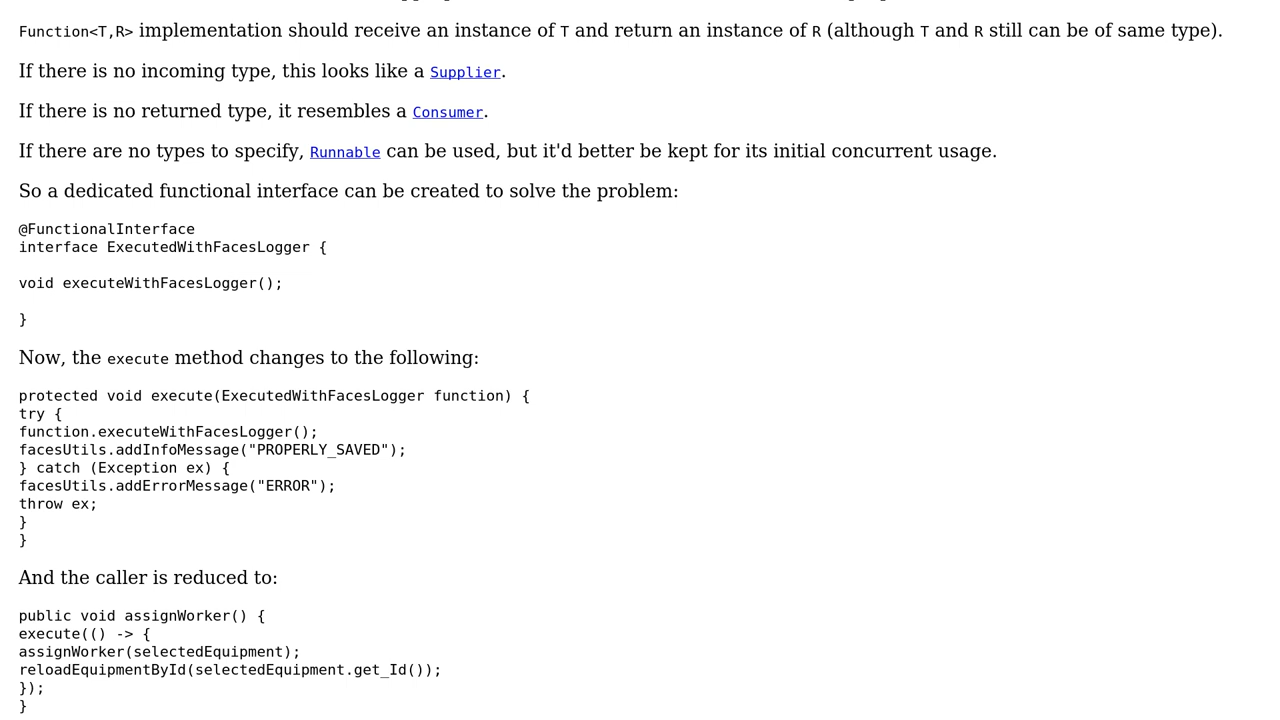 Function<T,R> implementation should receive an instance of T and return an instance of R (although T and R still can be of same type).
If there is no incoming type, this looks like a Supplier.
If there is no returned type, it resembles a Consumer.
If there are no types to specify, Runnable can be used, but it'd better be kept for its initial concurrent usage.
So a dedicated functional interface can be created to solve the problem:
@FunctionalInterface
interface ExecutedWithFacesLogger {
void executeWithFacesLogger();
}
Now, the execute method changes to the following:
protected void execute(ExecutedWithFacesLogger function) {
try {
function.executeWithFacesLogger();
facesUtils.addInfoMessage("PROPERLY_SAVED");
} catch (Exception ex) {
facesUtils.addErrorMessage("ERROR");
throw ex;
}
}
And the caller is reduced to:
public void assignWorker() {
execute(() -> {
assignWorker(selectedEquipment);
reloadEquipmentById(selectedEquipment.get_Id());
});
}